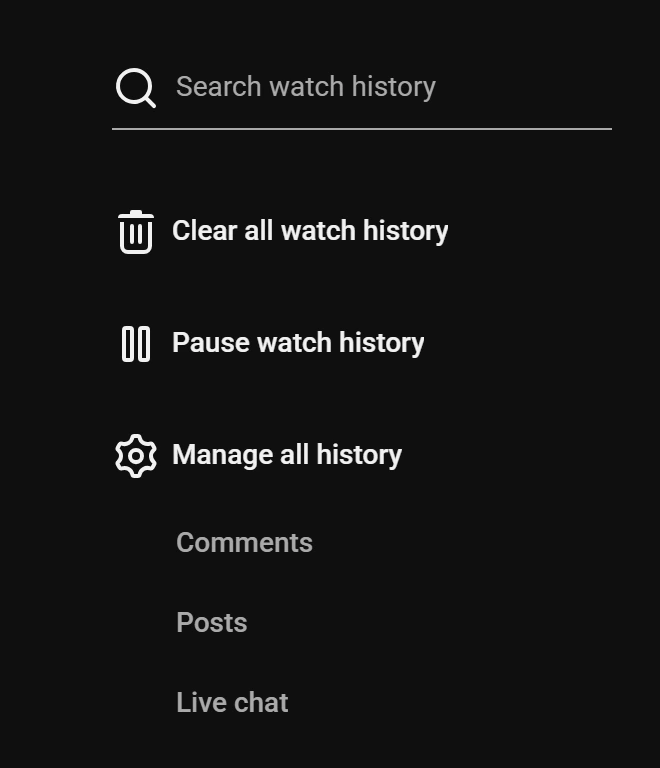 Search watch history
Clear all watch history
Pause watch history
Manage all history
Comments
Posts
Live chat